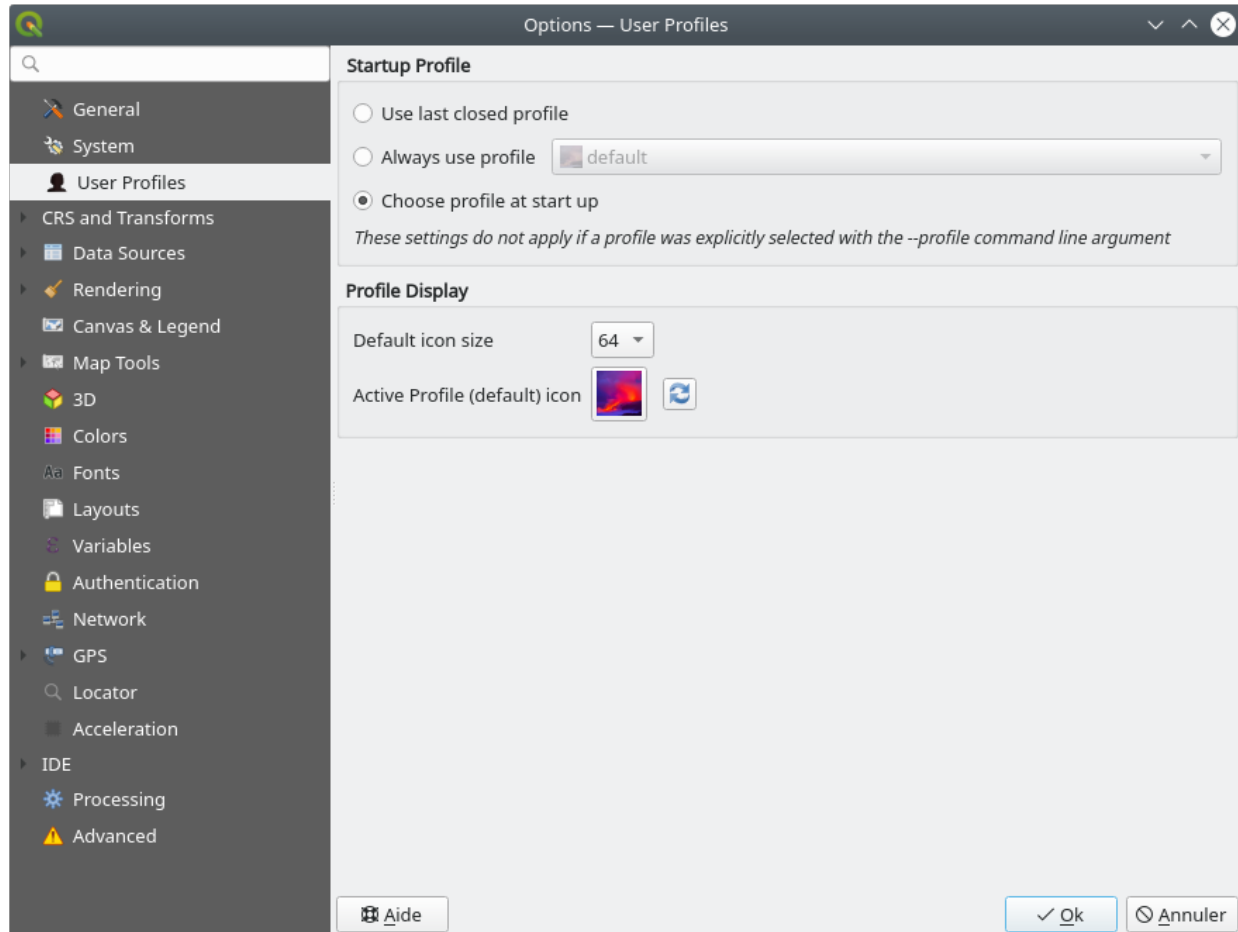 Options — User Profiles
General
System
User Profiles
CRS and Transforms
Data Sources
Rendering
Canvas & Legend
Map Tools
3D
Colors
Aa Fonts
Layouts
ε Variables
Authentication
Network
GPS
Locator
Acceleration
IDE
Processing
Advanced
Startup Profile
Use last closed profile
Always use profile default
Choose profile at start up
These settings do not apply if a profile was explicitly selected with the --profile command line argument
Profile Display
Default icon size 64
Active Profile (default) icon
Aide Ok Annuler